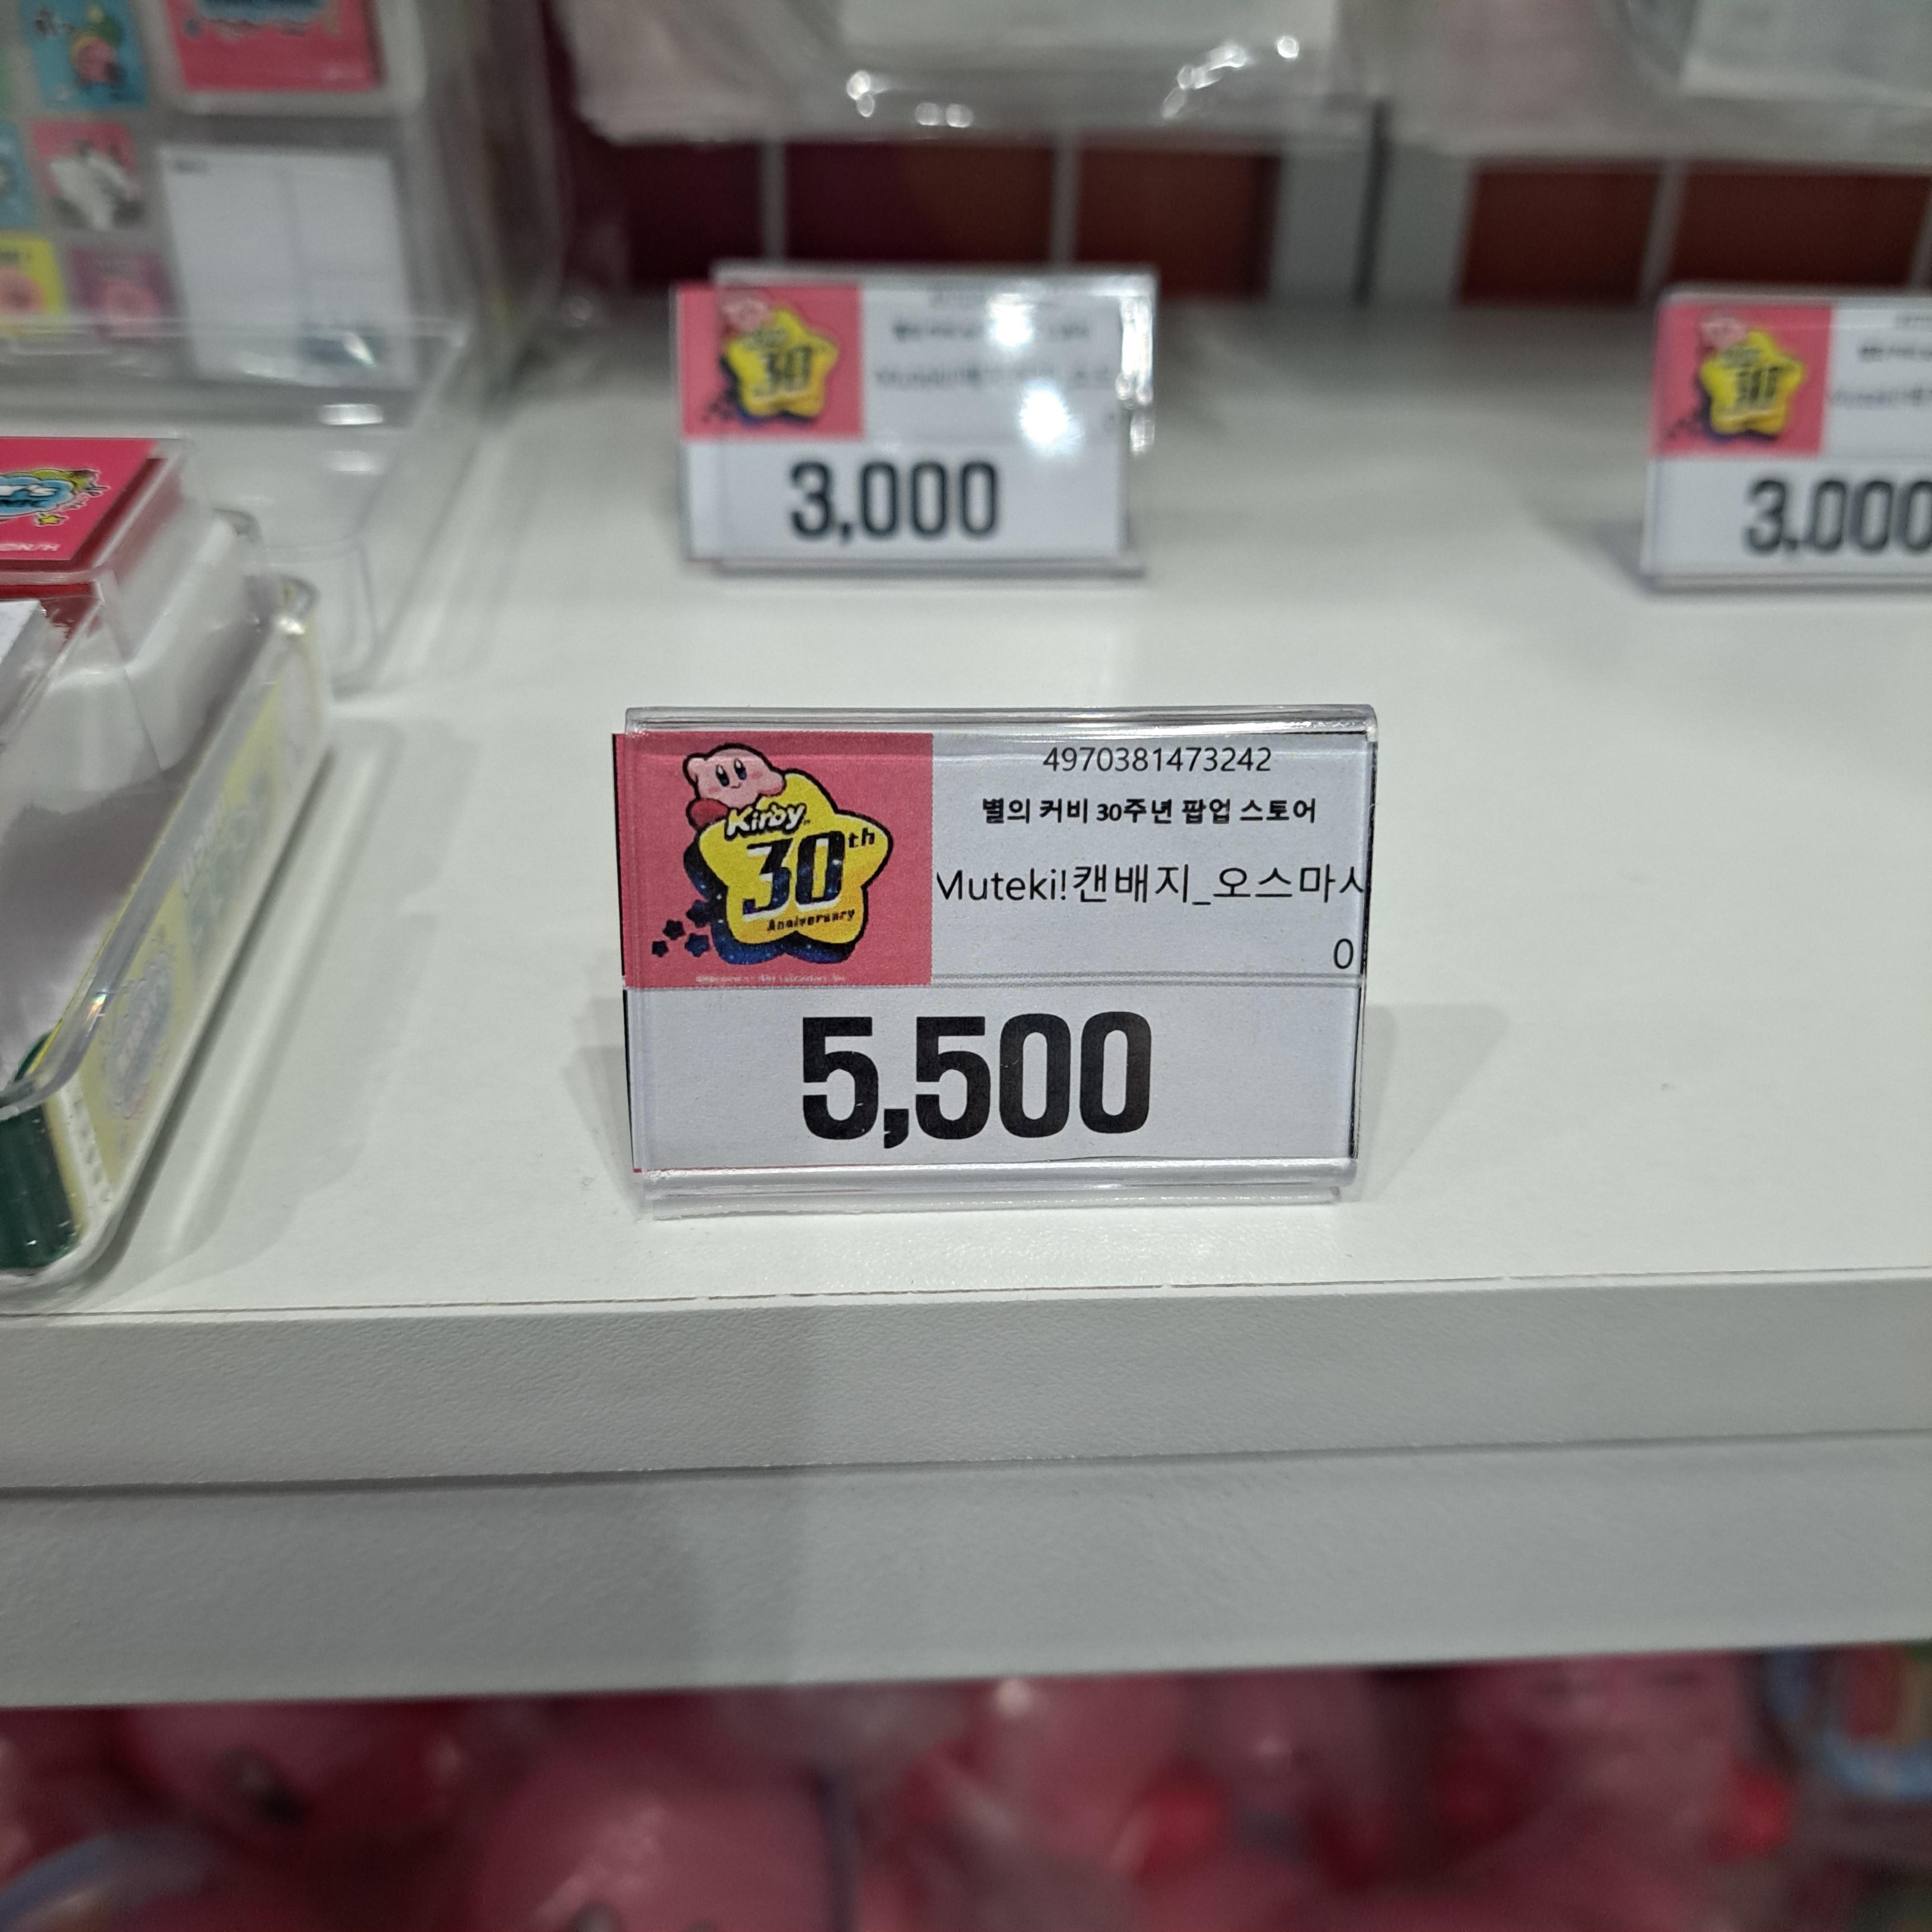 3,000
3,000
4970381473242
별의 커비 30주년 팝업 스토어
Muteki!캔배지_오스마시
0
Kirby
30th
Anniversary
5,500